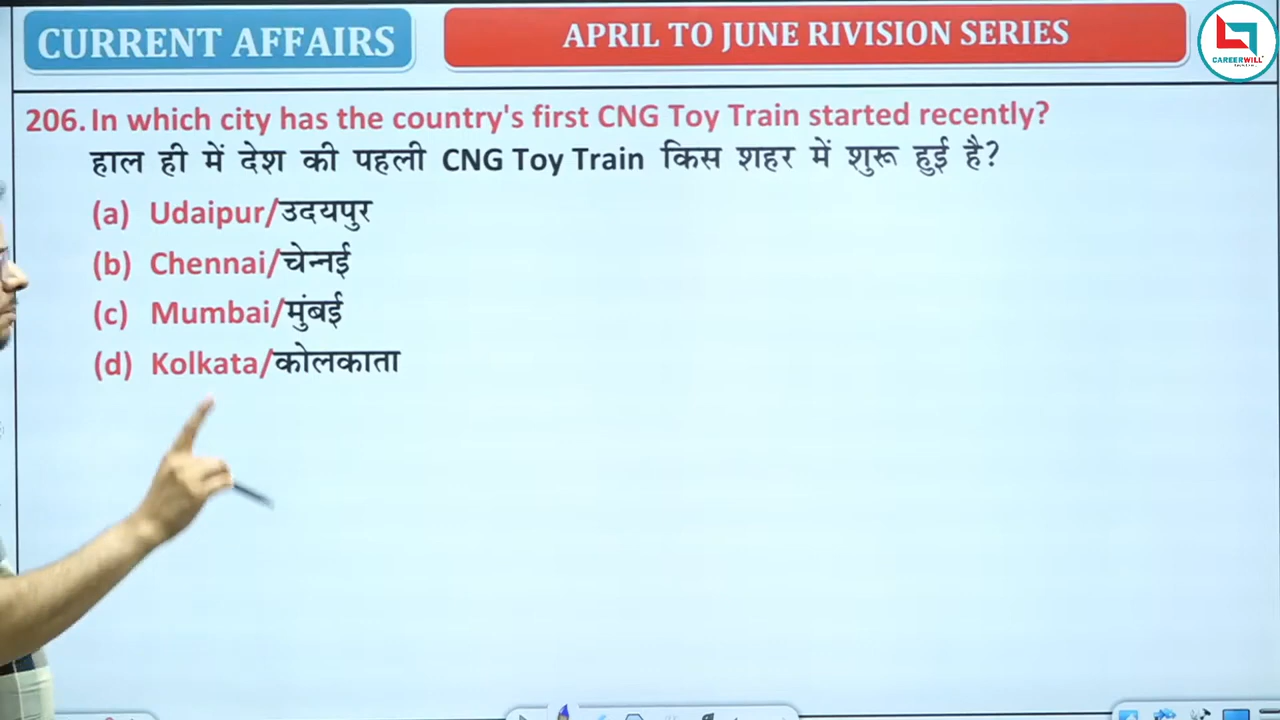 CURRENT AFFAIRS
APRIL TO JUNE RIVISION SERIES
CAREERWILL
206. In which city has the country's first CNG Toy Train started recently?
हाल ही में देश की पहली CNG Toy Train किस शहर में शुरू हुई है?
(a) Udaipur/उदयपुर
(b) Chennai/चेन्नई
(c) Mumbai/मुंबई
(d) Kolkata/कोलकाता